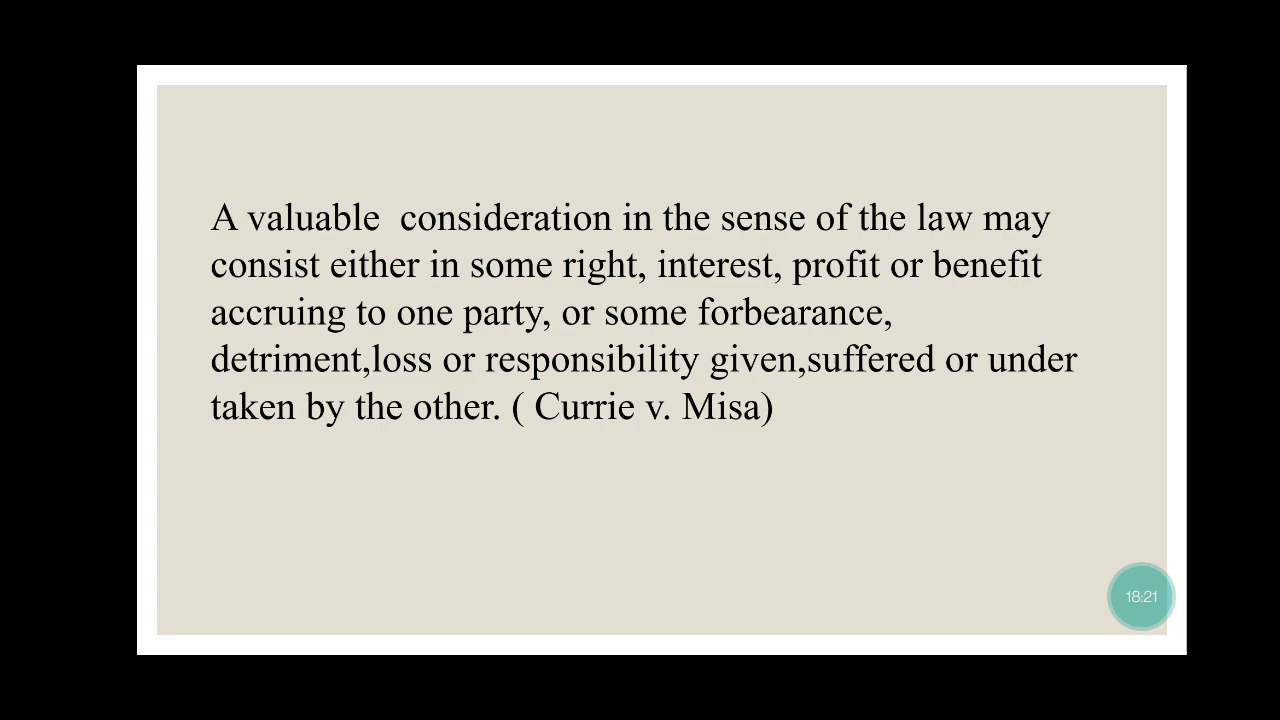 A valuable  consideration in the sense of the law may
consist either in some right, interest, profit or benefit
accruing to one party, or some forbearance,
detriment,loss or responsibility given,suffered or under
taken by the other. ( Currie v. Misa)
18:21